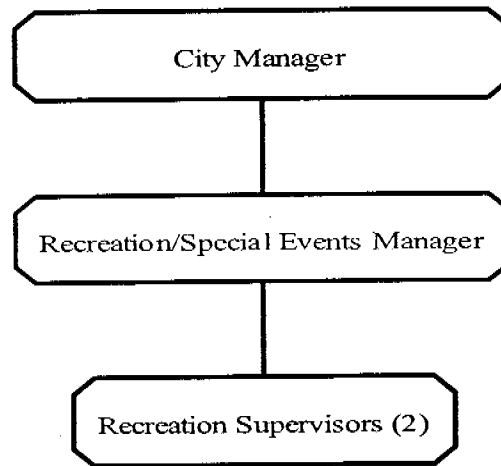 City Manager
Recreation/Special Events Manager
Recreation Supervisors (2)